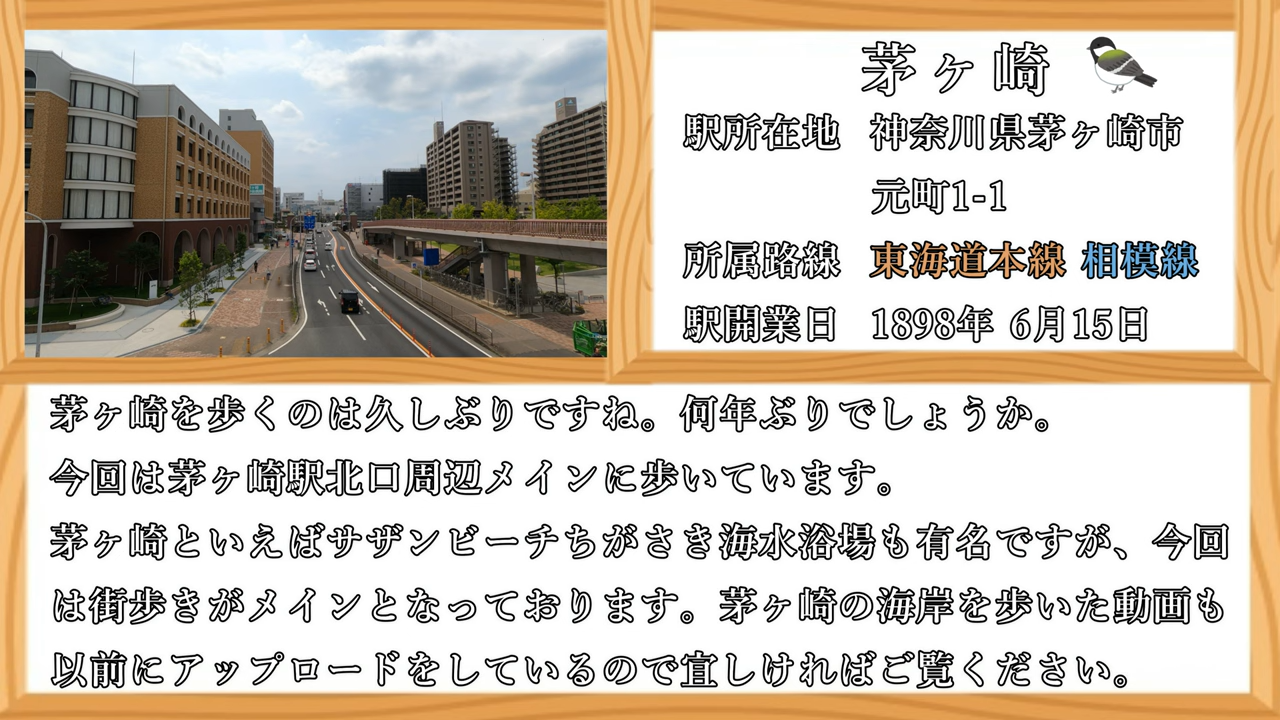 茅ヶ崎
駅所在地 神奈川県茅ヶ崎市
元町1-1
所属路線 東海道本線 相模線
駅開業日 1898年 6月15日
茅ヶ崎を歩くのは久しぶりですね。何年ぶりでしょうか。
今回は茅ヶ崎駅北口周辺メインに歩いています。
茅ヶ崎といえばサザンビーチちがさき海水浴場も有名ですが、今回
は街歩きがメインとなっております。茅ヶ崎の海岸を歩いた動画も
以前にアップロードをしているので宜しければご覧ください。